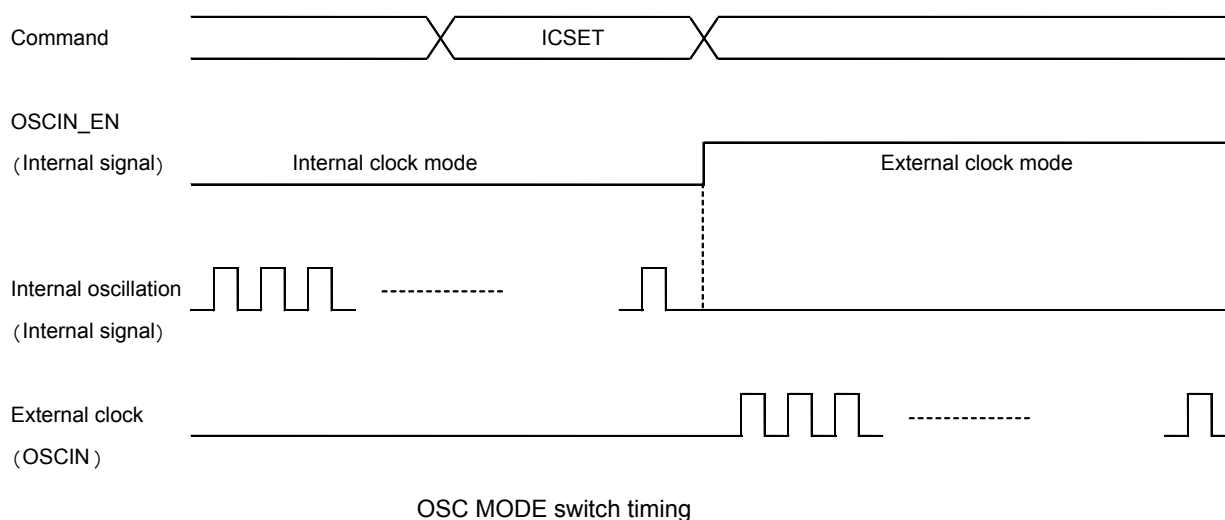 Command
ICSET
OSCIN_EN
（Internal signal）
Internal clock mode
External clock mode
Internal oscillation
（Internal signal）
External clock
（OSCIN）
OSC MODE switch timing